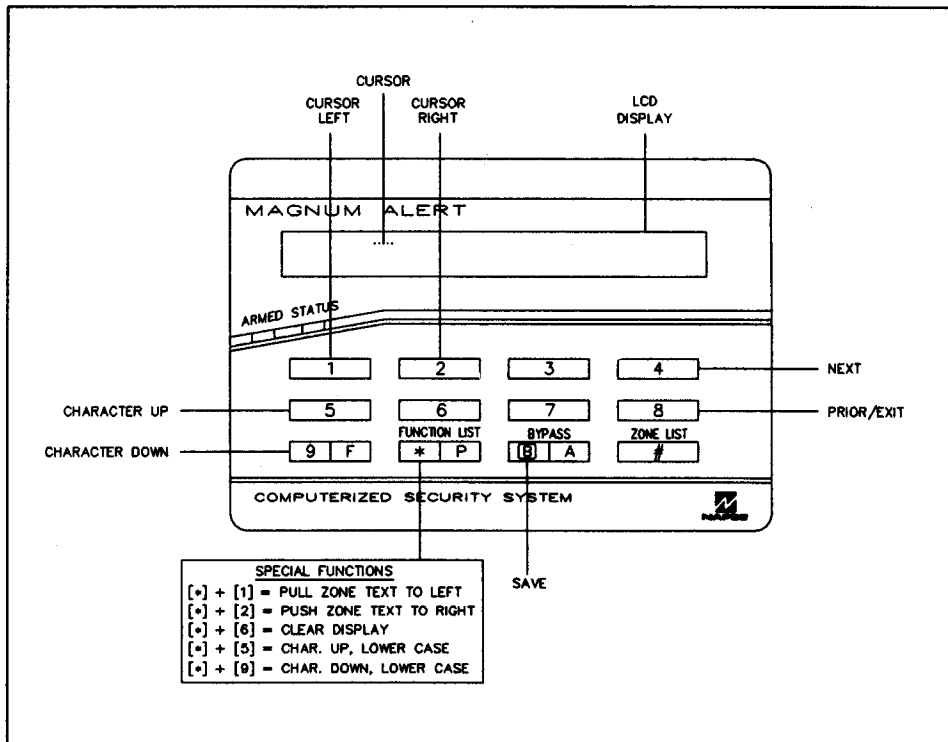 CURSOR
CURSOR LEFT
CURSOR RIGHT
LCD DISPLAY
MAGNUM ALERT
ARMED STATUS
1 2 3 4
NEXT
CHARACTER UP
5 6 7 8
PRIOR/EXIT
FUNCTION LIST BYPASS ZONE LIST
CHARACTER DOWN
9 F * P B A #
COMPUTERIZED SECURITY SYSTEM
NAPCO
SAVE
SPECIAL FUNCTIONS
[*] + [1] = PULL ZONE TEXT TO LEFT
[*] + [2] = PUSH ZONE TEXT TO RIGHT
[*] + [6] = CLEAR DISPLAY
[*] + [5] = CHAR. UP, LOWER CASE
[*] + [9] = CHAR. DOWN, LOWER CASE